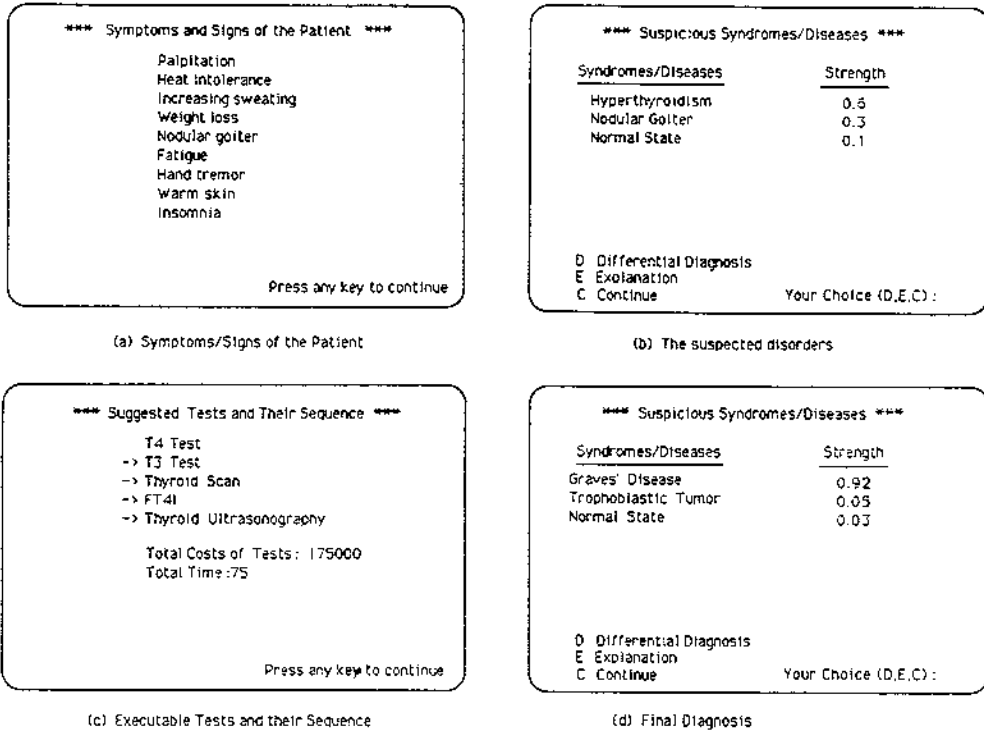 *** Symptoms and Signs of the Patient ***
Palpitation
Heat Intolerance
Increasing sweating
Weight loss
Nodular goiter
Fatigue
Hand tremor
Warm skin
Insomnia
Press any key to continue
(a) Symptoms/Signs of the Patient
*** Suspicious Syndromes/Diseases ***
Syndromes/Diseases Strength
Hyperthyroidism 0.6
Nodular Goiter 0.3
Normal State 0.1
D Differential Diagnosis
E Explanation
C Continue Your Choice (D,E,C) :
(b) The suspected disorders
*** Suggested Tests and Their Sequence ***
T4 Test
-> T3 Test
-> Thyroid Scan
-> FT4I
-> Thyroid Ultrasonography
Total Costs of Tests : 175000
Total Time :75
Press any key to continue
(c) Executable Tests and their Sequence
*** Suspicious Syndromes/Diseases ***
Syndromes/Diseases Strength
Graves' Disease 0.92
Trophoblastic Tumor 0.05
Normal State 0.03
D Differential Diagnosis
E Explanation
C Continue Your Choice (D,E,C) :
(d) Final Diagnosis